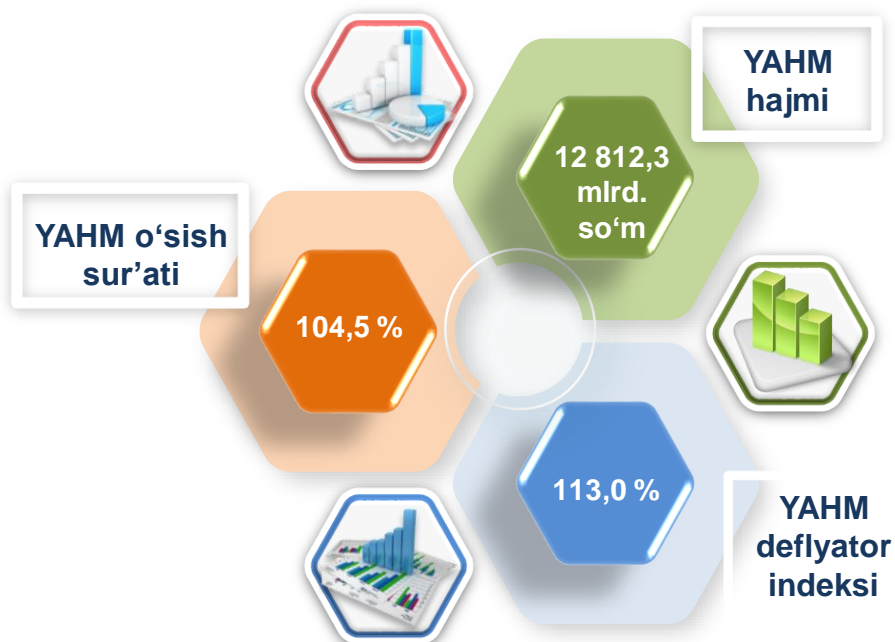 YAHM
hajmi
12 812,3
mlrd.
so‘m
YAHM o‘sish
sur’ati
104,5 %
113,0 %
YAHM
deflyator
indeksi